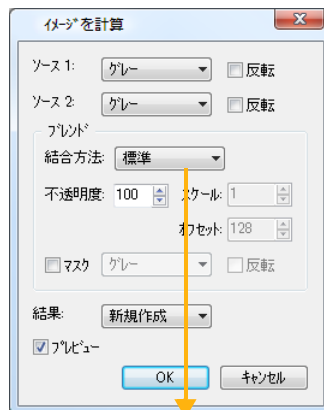 イメージを計算
ソース 1: グレー 反転
ソース 2: グレー 反転
ブレンド
結合方法: 標準
不透明度: 100 スケール: 1
オフセット: 128
マスク グレー 反転
結果: 新規作成
プレビュー
OK キャンセル